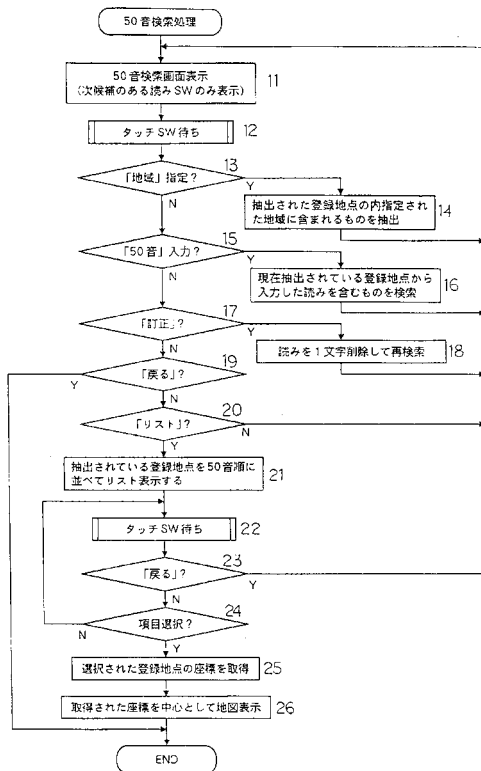 50音検索処理
50音検索画面表示
(次候補のある読みSWのみ表示)
11
タッチSW待ち
12
13
「地域」指定?
Y
N
抽出された登録地点の内指定され
た地域に含まれるものを抽出
14
15
「50音」入力?
Y
N
現在抽出されている登録地点から
入力した読みを含むものを検索
16
17
「訂正」?
Y
N
読みを1文字削除して再検索
18
19
「戻る」?
Y
N
20
「リスト」?
N
Y
抽出されている登録地点を50音順に
並べてリスト表示する
21
タッチSW待ち
22
23
「戻る」?
Y
N
24
項目選択?
N
Y
選択された登録地点の座標を取得
25
取得された座標を中心として地図表示
26
END